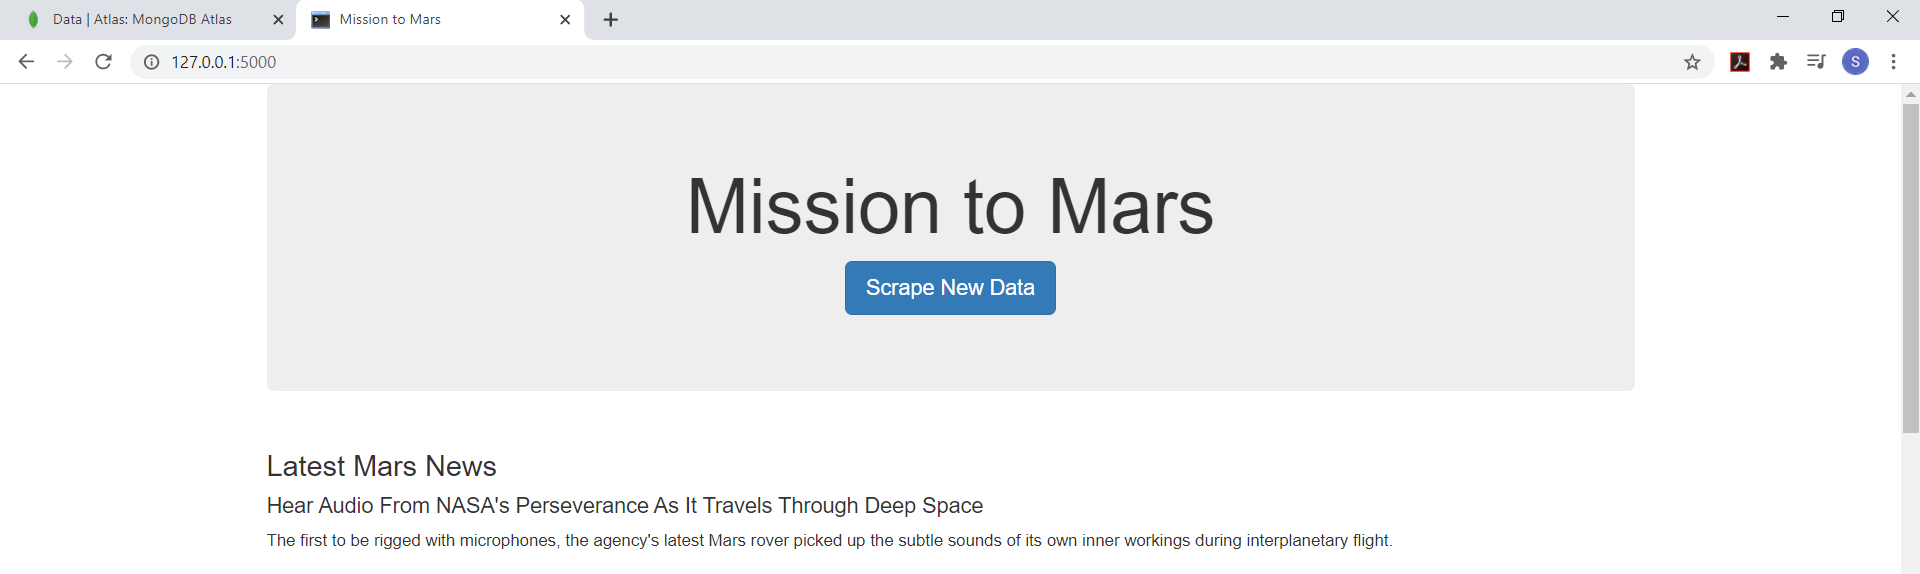 Data | Atlas: MongoDB Atlas
Mission to Mars
127.0.0.1:5000
S
Mission to Mars
Scrape New Data
Latest Mars News
Hear Audio From NASA's Perseverance As It Travels Through Deep Space
The first to be rigged with microphones, the agency's latest Mars rover picked up the subtle sounds of its own inner workings during interplanetary flight.